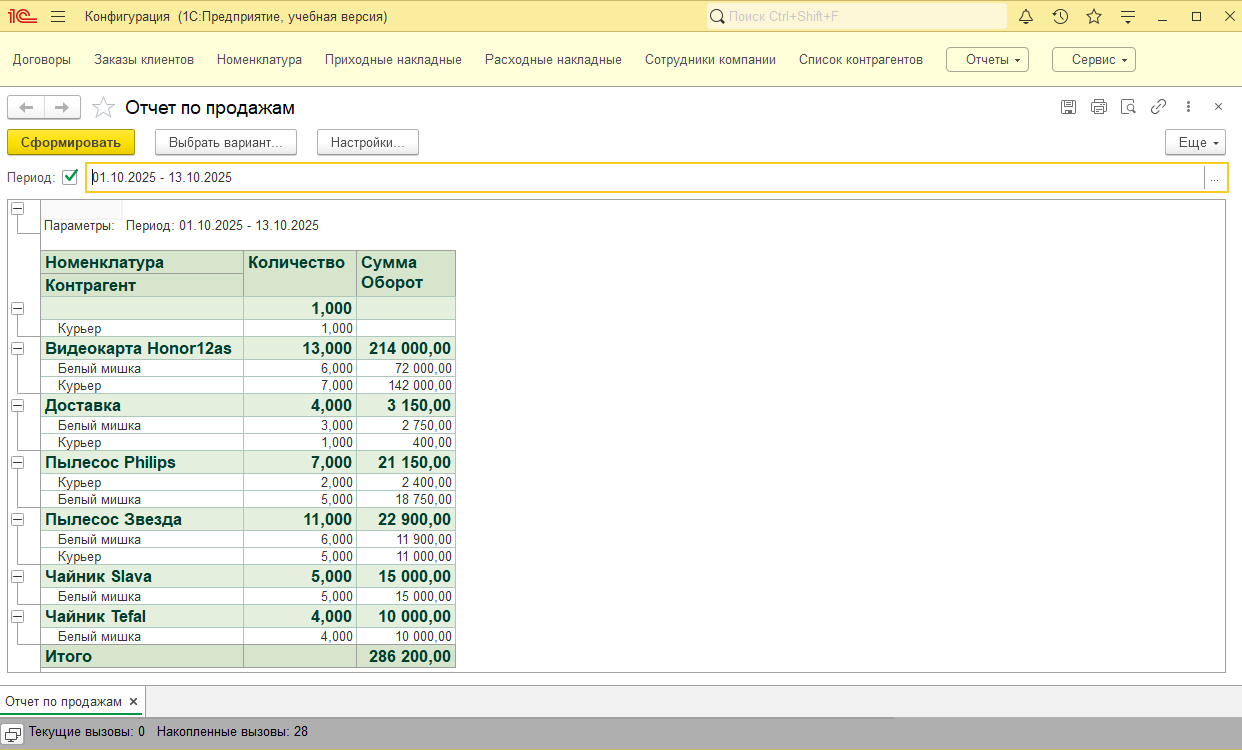 1С Конфигурация (1С:Предприятие, учебная версия) Поиск Ctrl+Shift+F
Договоры Заказы клиентов Номенклатура Приходные накладные Расходные накладные Сотрудники компании Список контрагентов Отчеты Сервис
Отчет по продажам
Сформировать Выбрать вариант... Настройки... Еще
Период: 01.10.2025 - 13.10.2025 ...
Параметры: Период: 01.10.2025 - 13.10.2025
Номенклатура Количество Сумма
Оборот
Контрагент
1,000
Курьер 1,000
Видеокарта Honor12as 13,000 214 000,00
Белый мишка 6,000 72 000,00
Курьер 7,000 142 000,00
Доставка 4,000 3 150,00
Белый мишка 3,000 2 750,00
Курьер 1,000 400,00
Пылесос Philips 7,000 21 150,00
Курьер 2,000 2 400,00
Белый мишка 5,000 18 750,00
Пылесос Звезда 11,000 22 900,00
Белый мишка 6,000 11 900,00
Курьер 5,000 11 000,00
Чайник Slava 5,000 15 000,00
Белый мишка 5,000 15 000,00
Чайник Tefal 4,000 10 000,00
Белый мишка 4,000 10 000,00
Итого 286 200,00
Отчет по продажам
Текущие вызовы: 0 Накопленные вызовы: 28